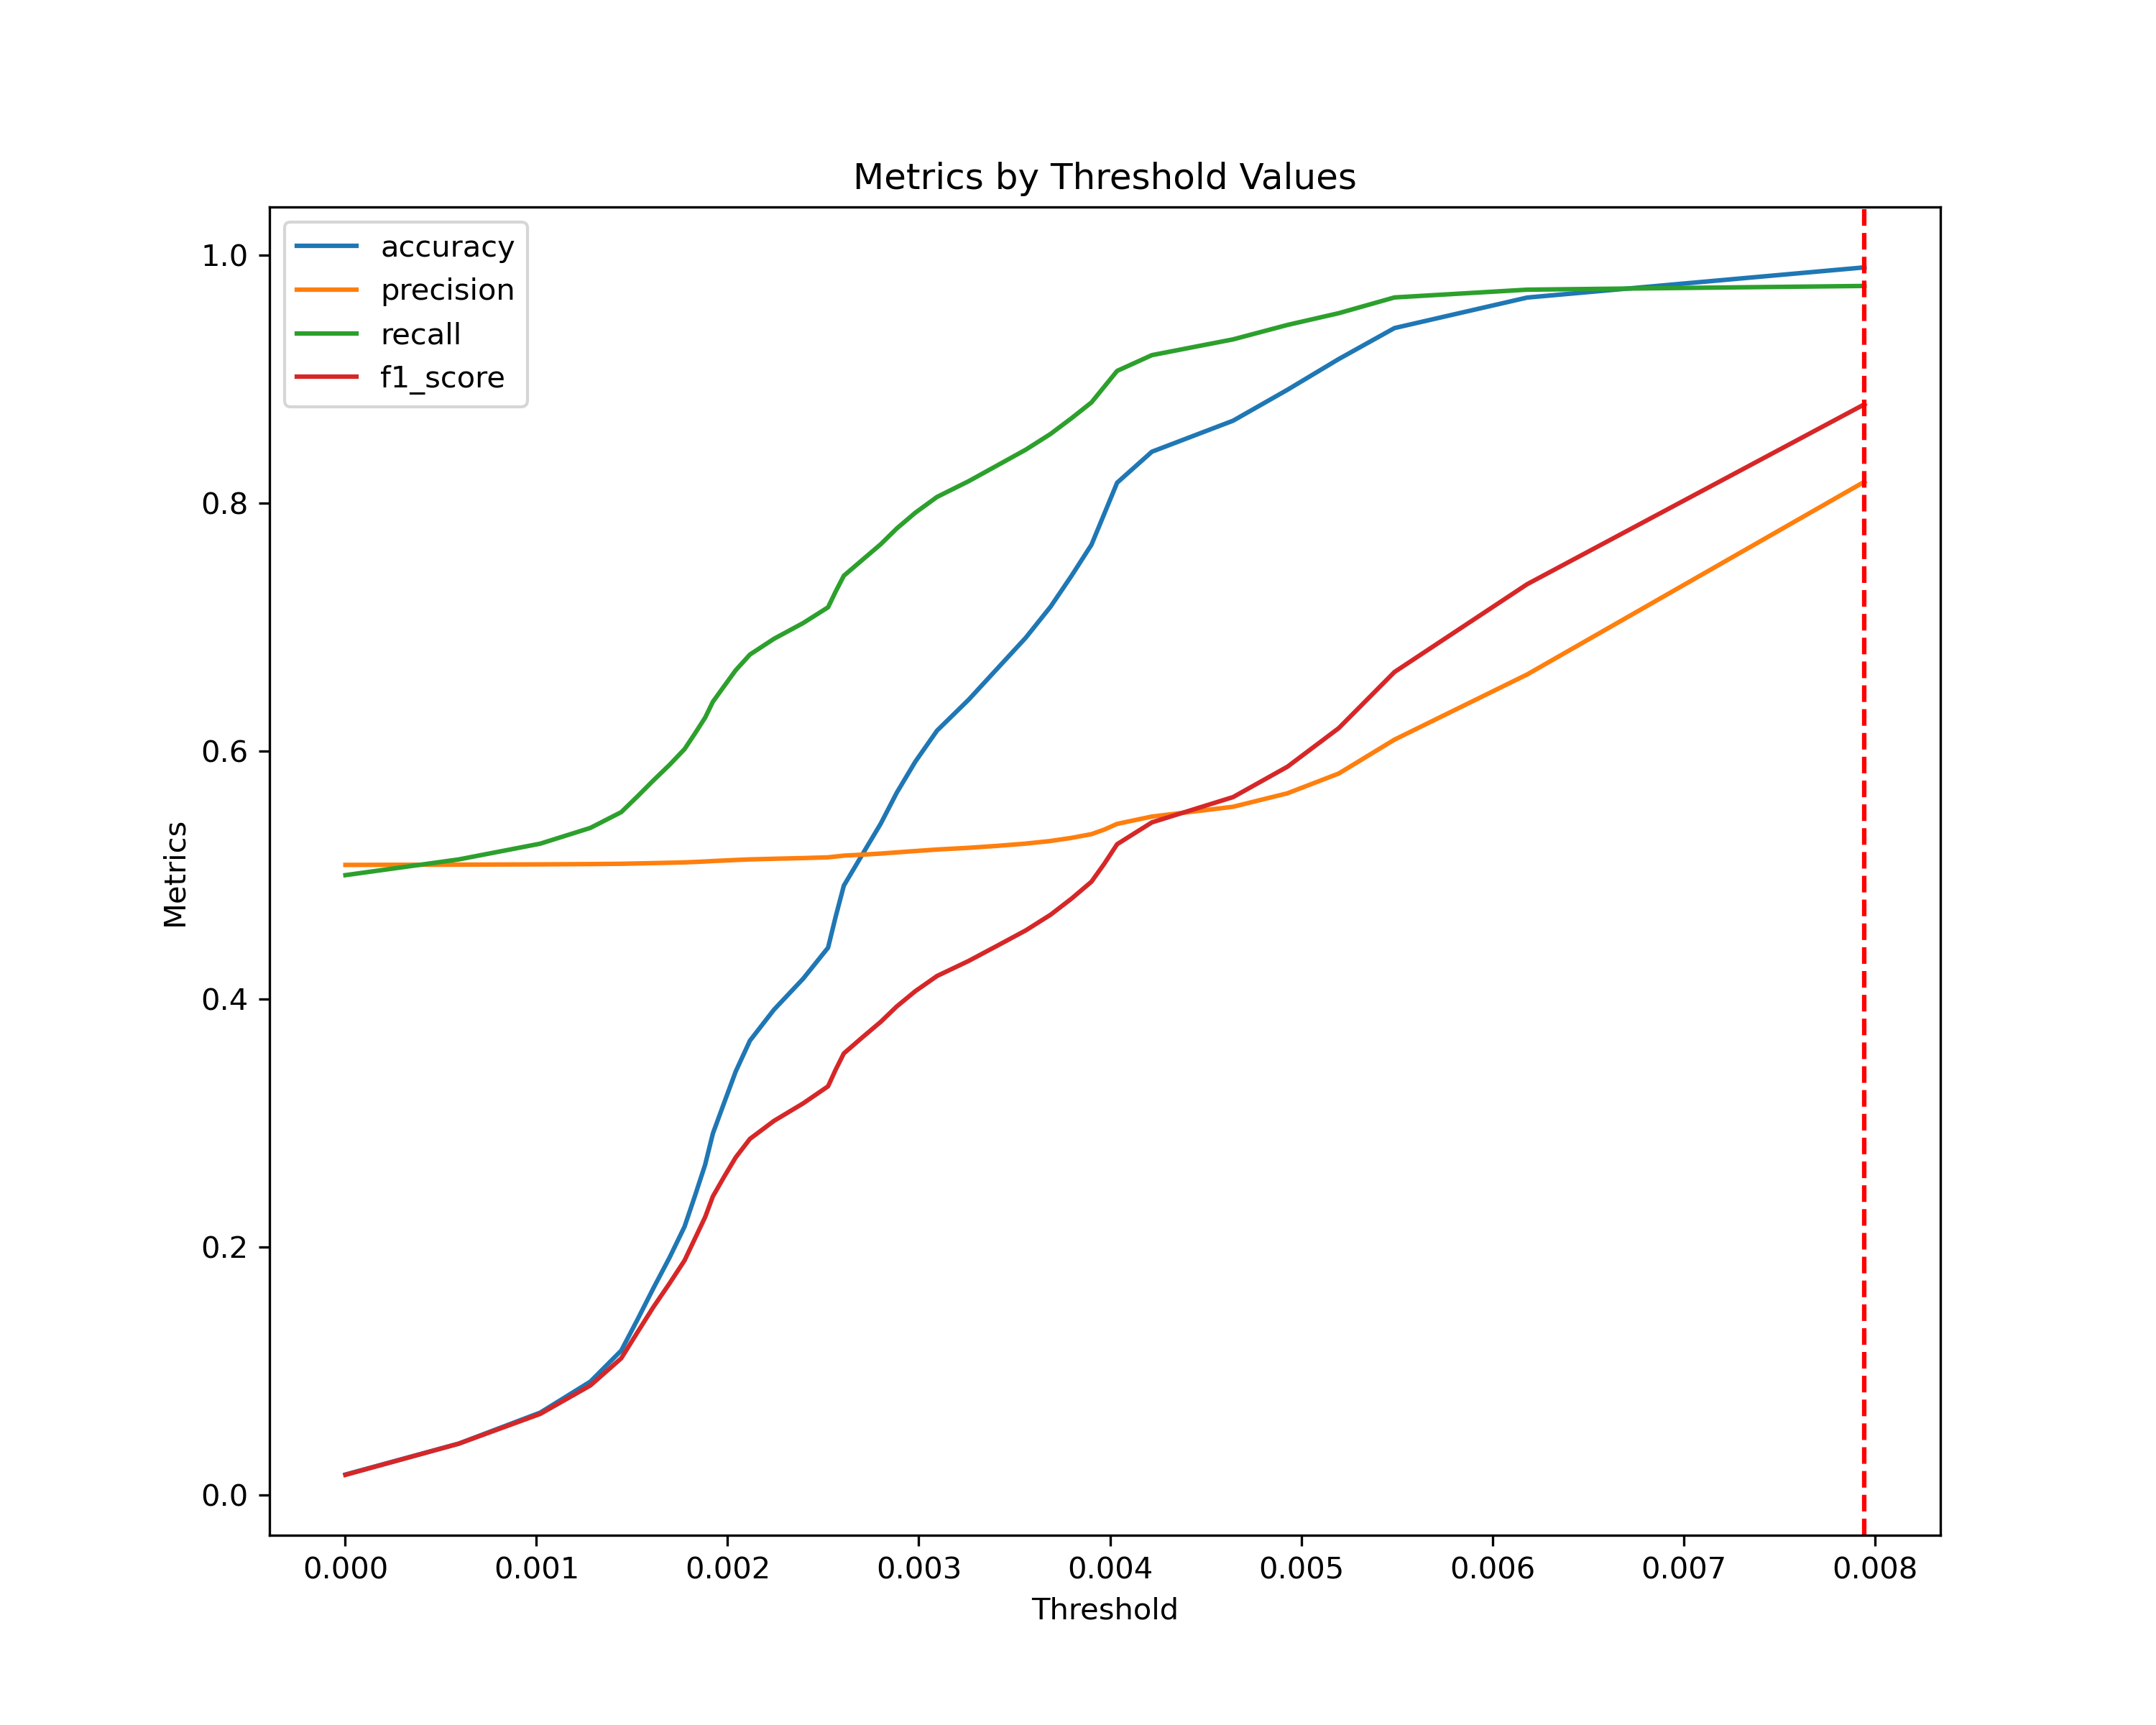 Metrics by Threshold Values
accuracy
precision
recall
f1_score
1.0
0.8
0.6
0.4
0.2
0.0
Metrics
0.000 0.001 0.002 0.003 0.004 0.005 0.006 0.007 0.008
Threshold